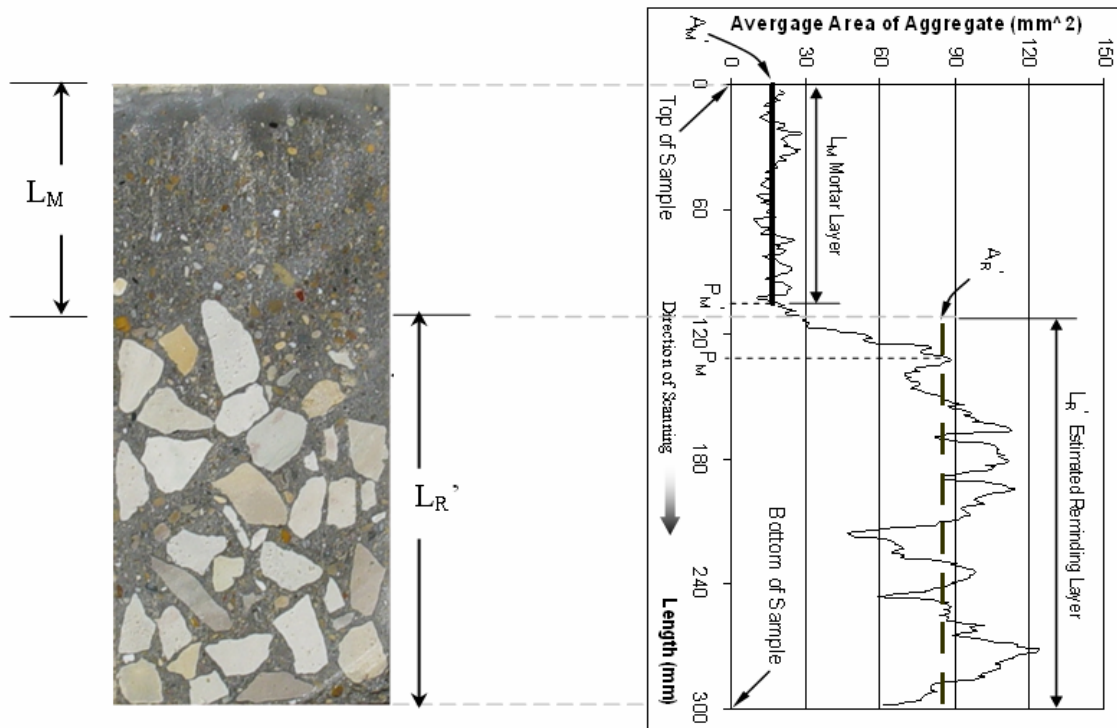 L_M
L_R’
Avergage Area of Aggregate (mm^2)
A_M'
0
30
60
90
120
150
0
60
120
180
240
300
Top of Sample
L_M Mortar Layer
A_R'
P_M'
P_M
Direction of Scanning
L_R' Estimated Reminding Layer
Bottom of Sample
Length (mm)